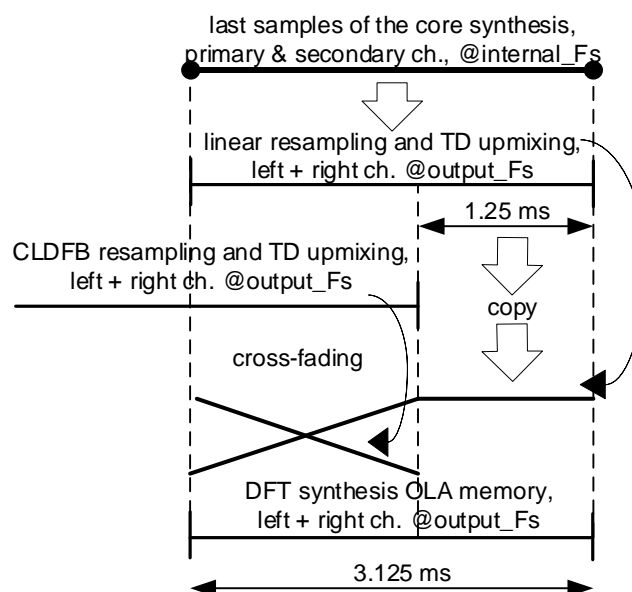 last samples of the core synthesis,
primary & secondary ch., @internal_Fs
linear resampling and TD upmixing,
left + right ch. @output_Fs
1.25 ms
CLDFB resampling and TD upmixing,
left + right ch. @output_Fs
copy
cross-fading
DFT synthesis OLA memory,
left + right ch. @output_Fs
3.125 ms